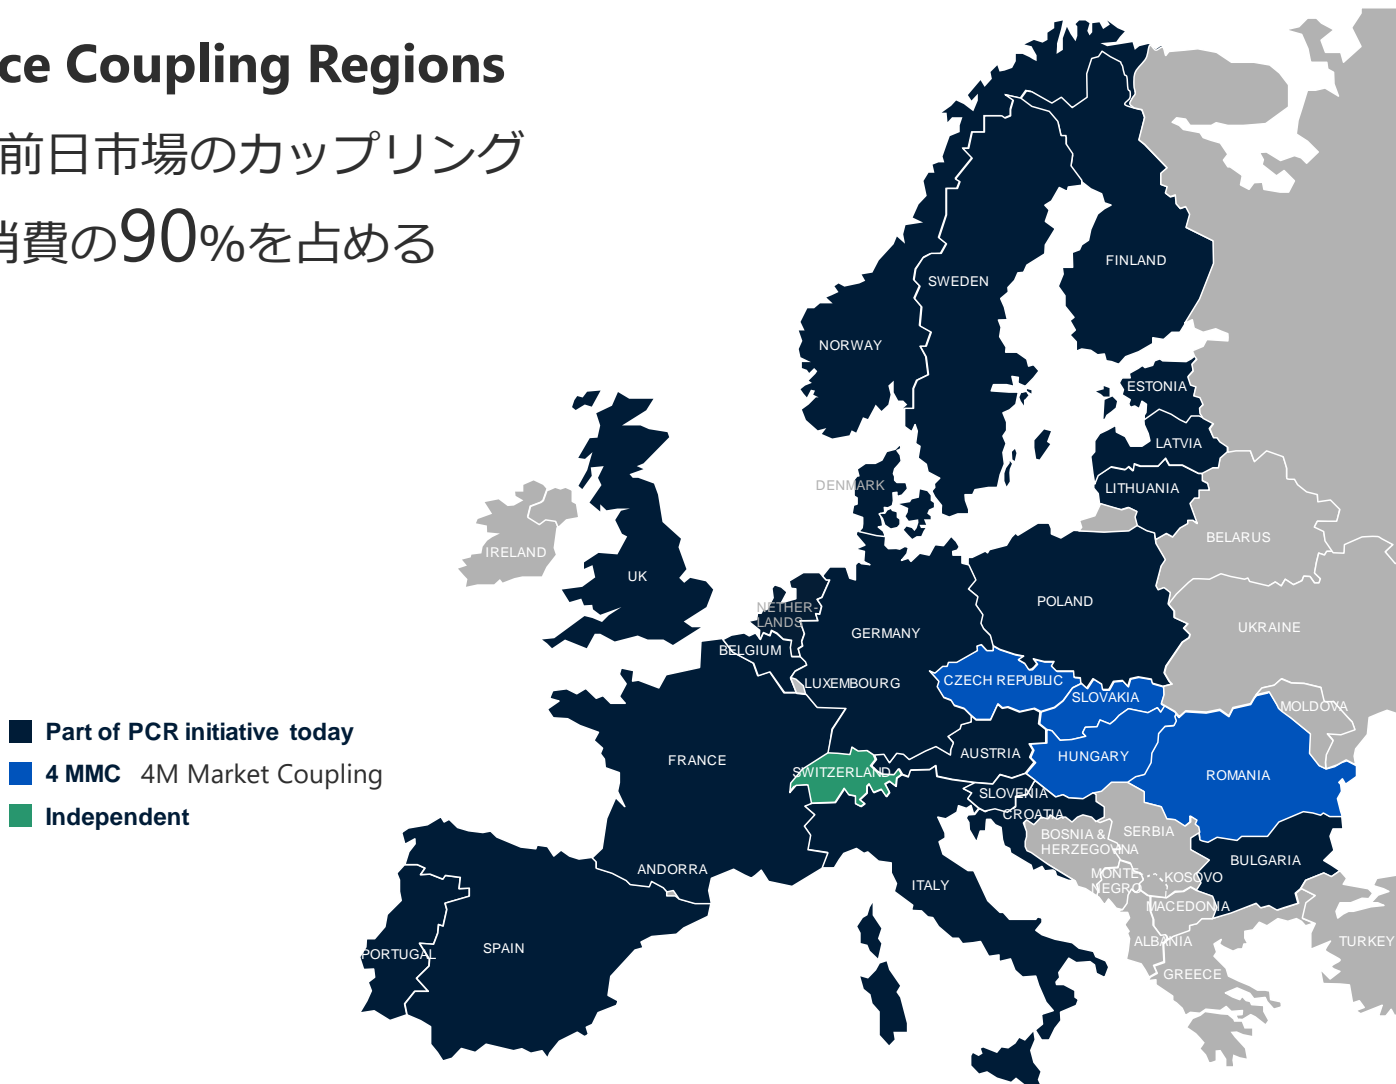 ce Coupling Regions
前日市場のカップリング
消費の90%を占める
FINLAND
SWEDEN
NORWAY
ESTONIA
LATVIA
DENMARK
LITHUANIA
BELARUS
IRELAND
UK
POLAND
NETHER-
LANDS
GERMANY
UKRAINE
BELGIUM
LUXEMBOURG
CZECH REPUBLIC
SLOVAKIA
MOLDOVA
Part of PCR initiative today
4 MMC 4M Market Coupling
Independent
FRANCE
AUSTRIA
HUNGARY
SWITZERLAND
ROMANIA
SLOVENIA
CROATIA
BOSNIA &
HERZEGOVINA
SERBIA
BULGARIA
ANDORRA
ITALY
MONTE
NEGRO
KOSOVO
MACEDONIA
PORTUGAL
SPAIN
ALBANIA
TURKEY
GREECE